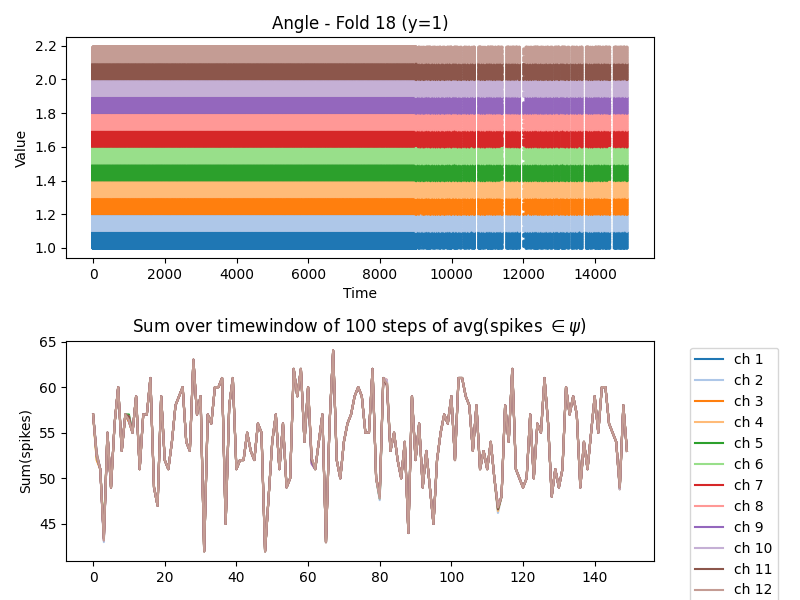 Angle - Fold 18 (y=1)
2.2
2.0
1.8
1.6
1.4
1.2
1.0
Value
0 2000 4000 6000 8000 10000 12000 14000
Time
Sum over timewindow of 100 steps of avg(spikes ∈ ψ)
65
60
55
50
45
Sum(spikes)
0 20 40 60 80 100 120 140
ch 1
ch 2
ch 3
ch 4
ch 5
ch 6
ch 7
ch 8
ch 9
ch 10
ch 11
ch 12